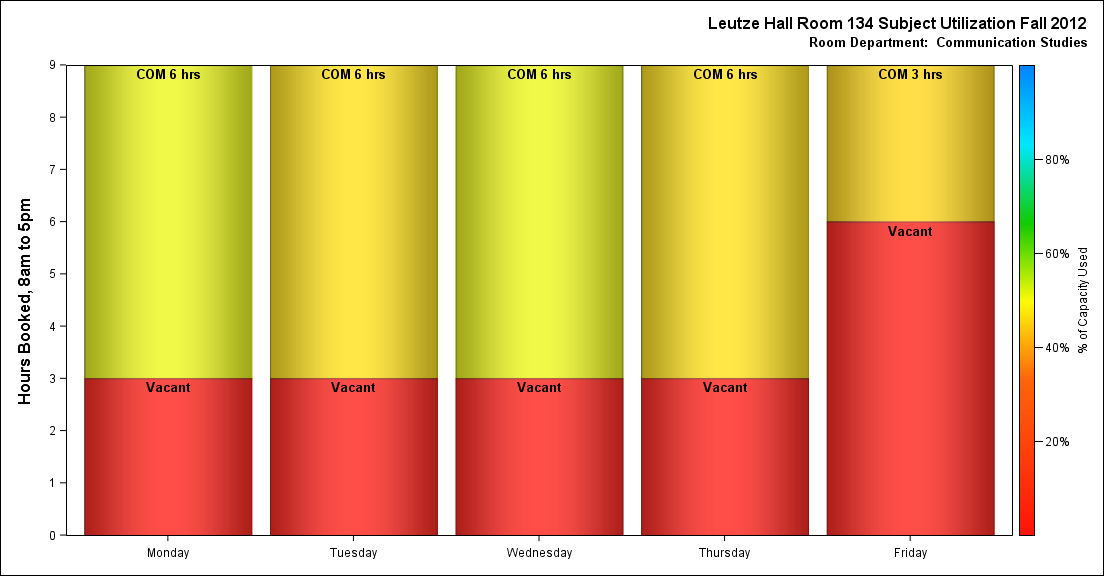 Leutze Hall Room 134 Subject Utilization Fall 2012
Room Department:  Communication Studies
Hours Booked, 8am to 5pm
9
8
7
6
5
4
3
2
1
0
COM 6 hrs
COM 6 hrs
COM 6 hrs
COM 6 hrs
COM 3 hrs
Vacant
Vacant
Vacant
Vacant
Vacant
Monday
Tuesday
Wednesday
Thursday
Friday
80%
60%
40%
20%
% of Capacity Used